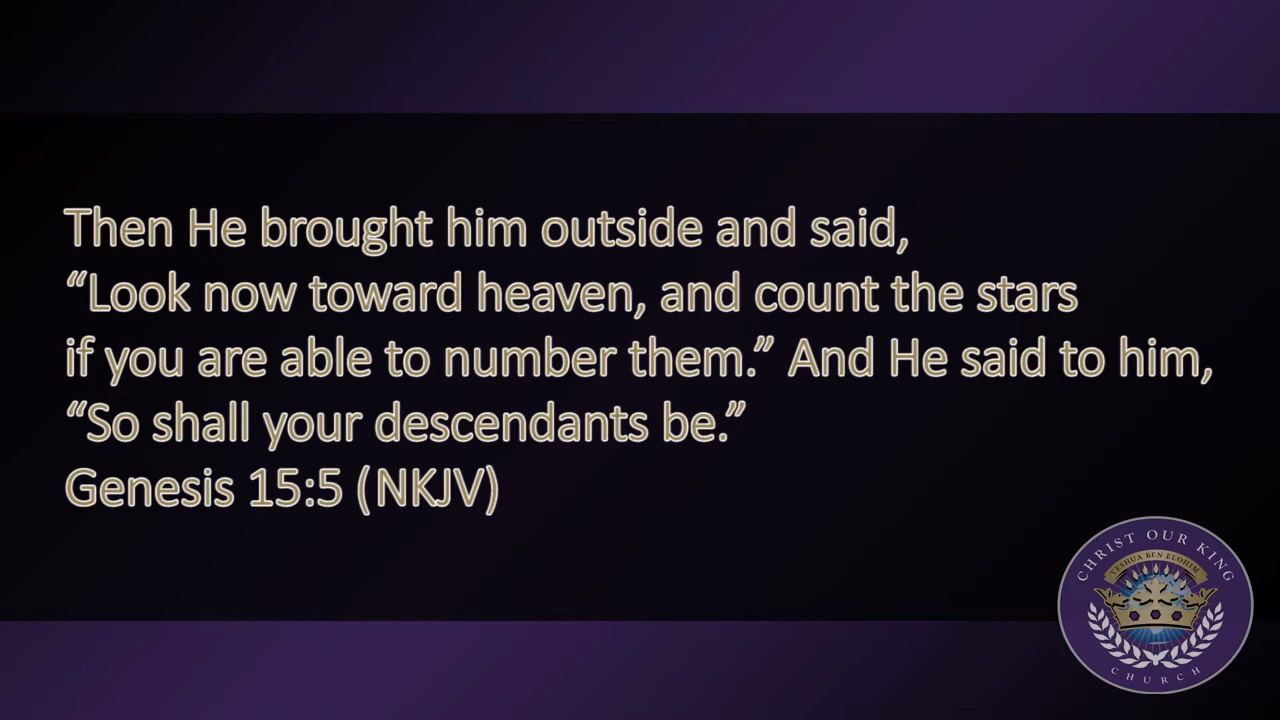 Then He brought him outside and said,
“Look now toward heaven, and count the stars
if you are able to number them.” And He said to him,
“So shall your descendants be.”
Genesis 15:5 (NKJV)
CHRIST OUR KING
YESHUA BEN ELOHIM
CHURCH